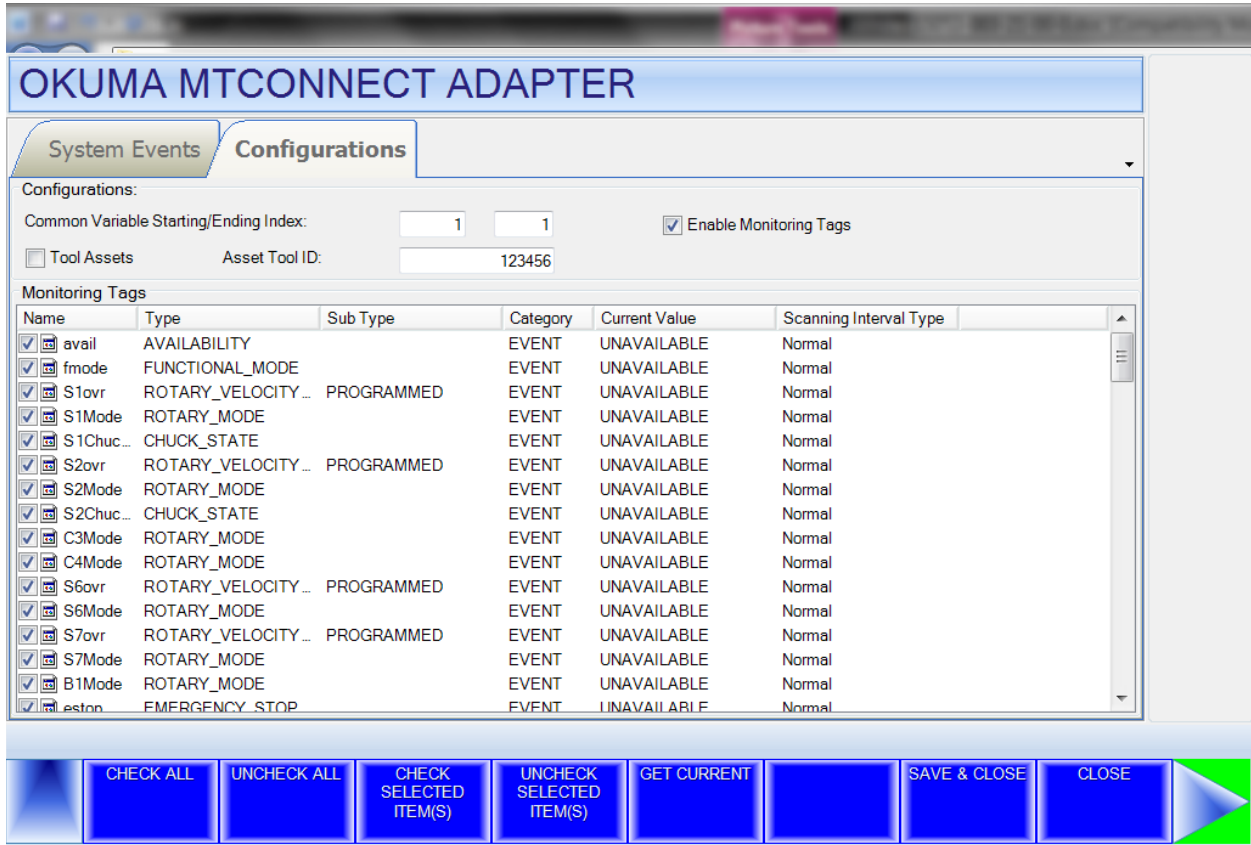 OKUMA MTCONNECT ADAPTER
System Events Configurations
Configurations:
Common Variable Starting/Ending Index: 1 1 Enable Monitoring Tags
Tool Assets Asset Tool ID: 123456
Monitoring Tags
Name Type Sub Type Category Current Value Scanning Interval Type
avail AVAILABILITY EVENT UNAVAILABLE Normal
fmode FUNCTIONAL_MODE EVENT UNAVAILABLE Normal
S1ovr ROTARY_VELOCITY... PROGRAMMED EVENT UNAVAILABLE Normal
S1Mode ROTARY_MODE EVENT UNAVAILABLE Normal
S1Chuc... CHUCK_STATE EVENT UNAVAILABLE Normal
S2ovr ROTARY_VELOCITY... PROGRAMMED EVENT UNAVAILABLE Normal
S2Mode ROTARY_MODE EVENT UNAVAILABLE Normal
S2Chuc... CHUCK_STATE EVENT UNAVAILABLE Normal
C3Mode ROTARY_MODE EVENT UNAVAILABLE Normal
C4Mode ROTARY_MODE EVENT UNAVAILABLE Normal
S6ovr ROTARY_VELOCITY... PROGRAMMED EVENT UNAVAILABLE Normal
S6Mode ROTARY_MODE EVENT UNAVAILABLE Normal
S7ovr ROTARY_VELOCITY... PROGRAMMED EVENT UNAVAILABLE Normal
S7Mode ROTARY_MODE EVENT UNAVAILABLE Normal
B1Mode ROTARY_MODE EVENT UNAVAILABLE Normal
estop EMERGENCY_STOP EVENT UNAVAILABLE Normal
CHECK ALL UNCHECK ALL CHECK SELECTED ITEM(S) UNCHECK SELECTED ITEM(S) GET CURRENT SAVE & CLOSE CLOSE